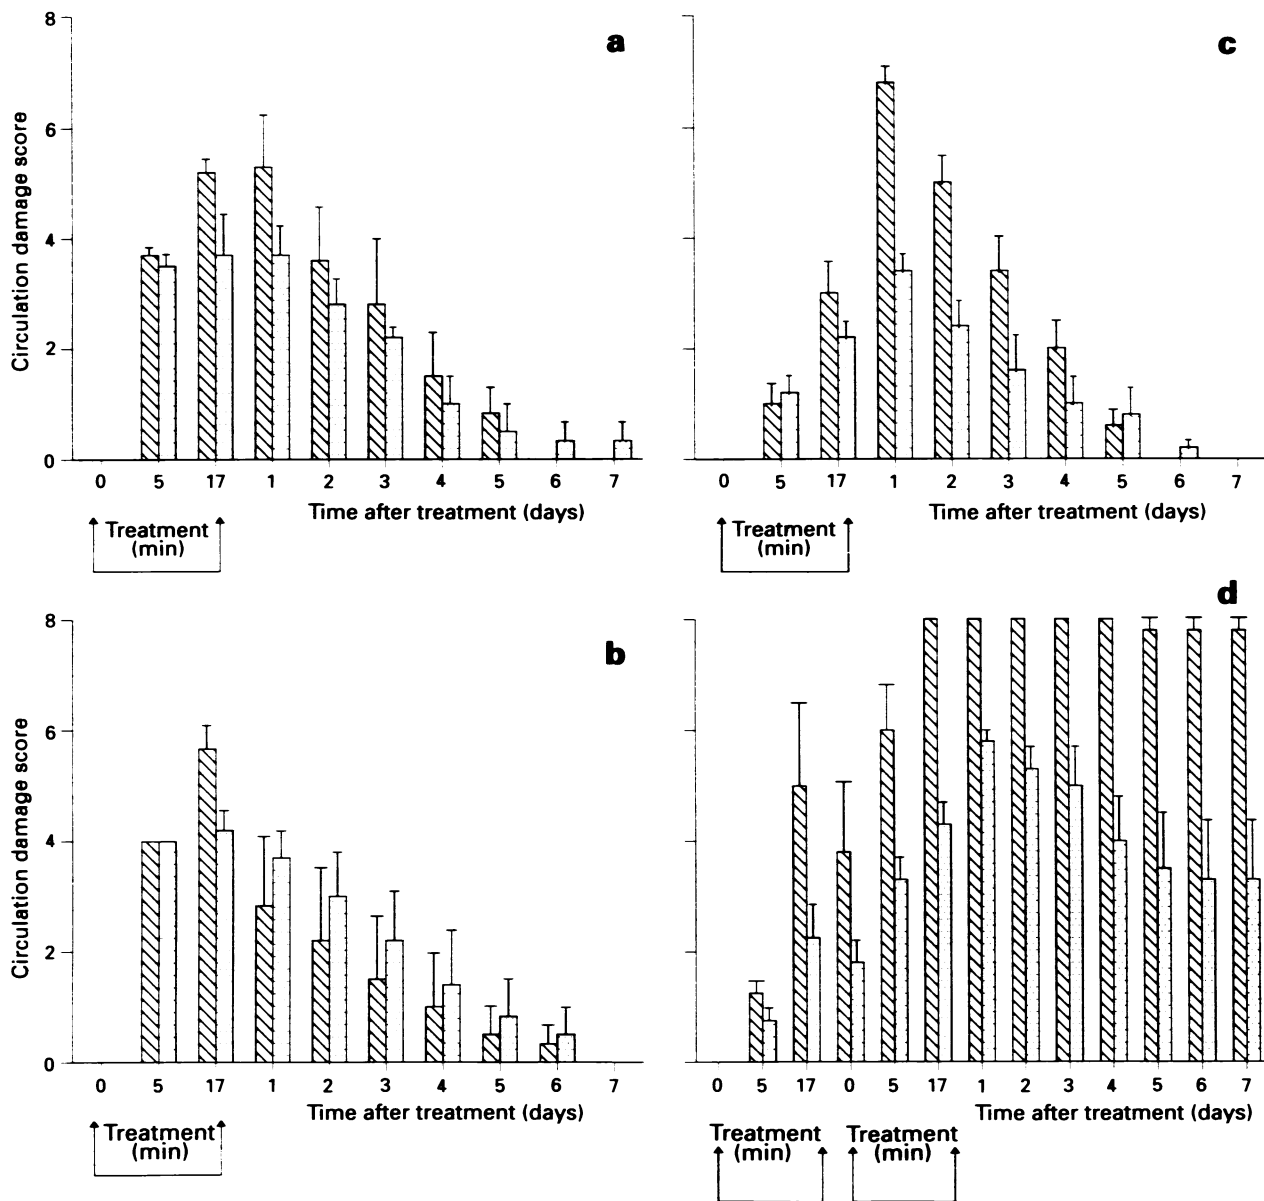 a
8
6
4
2
0
Circulation damage score
0 5 17 1 2 3 4 5 6 7
Time after treatment (days)
Treatment
(min)
c
0 5 17 1 2 3 4 5 6 7
Time after treatment (days)
Treatment
(min)
b
8
6
4
2
0
Circulation damage score
0 5 17 1 2 3 4 5 6 7
Time after treatment (days)
Treatment
(min)
d
0 5 17 0 5 17 1 2 3 4 5 6 7
Time after treatment (days)
Treatment
(min)
Treatment
(min)